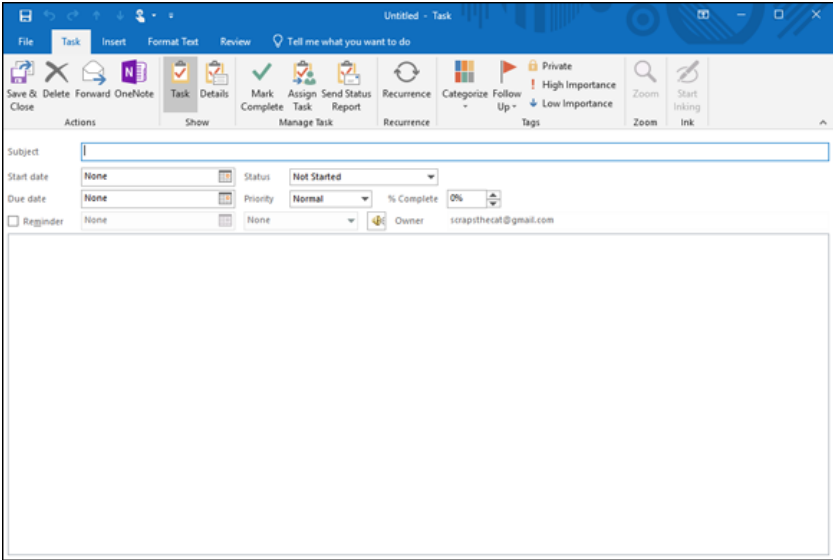 Untitled - Task
File Task Insert Format Text Review Tell me what you want to do
Save & Close Delete Forward OneNote Task Details Mark Complete Assign Task Send Status Report Recurrence Categorize Follow Up Private
High Importance
Low Importance
Zoom Start Inking
Actions Show Manage Task Recurrence Tags Zoom Ink
Subject
Start date None Status Not Started
Due date None Priority Normal % Complete 0%
Reminder None None Owner scrapsthecat@gmail.com